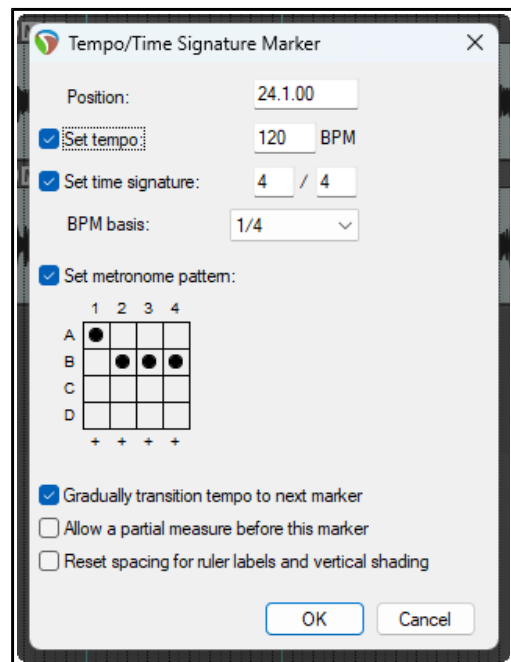 Tempo/Time Signature Marker
Position: 24.1.00
Set tempo: 120 BPM
Set time signature: 4 / 4
BPM basis: 1/4
Set metronome pattern:
1 2 3 4
A
B
C
D
+ + + +
Gradually transition tempo to next marker
Allow a partial measure before this marker
Reset spacing for ruler labels and vertical shading
OK Cancel